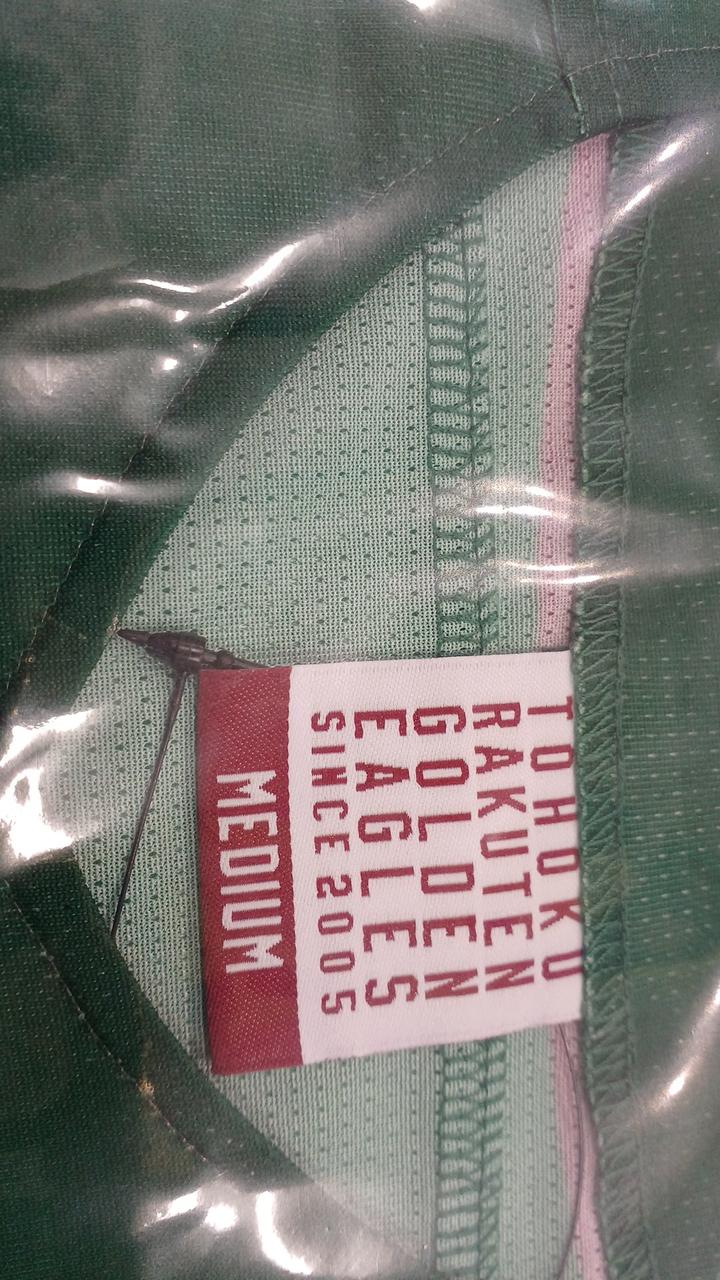 TOHOKU
RAKUTEN
GOLDEN
EAGLES
SINCE 2005
MEDIUM